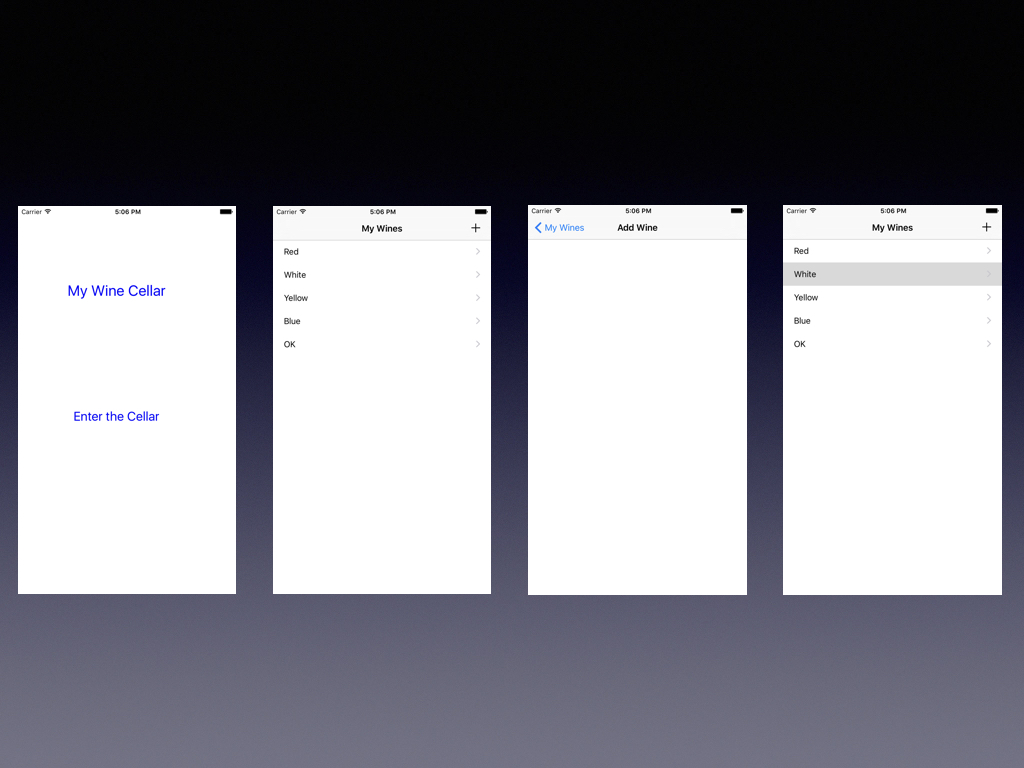 Carrier 5:06 PM
My Wine Cellar
Enter the Cellar
Carrier 5:06 PM
My Wines +
Red
White
Yellow
Blue
OK
Carrier 5:06 PM
My Wines Add Wine
Carrier 5:06 PM
My Wines +
Red
White
Yellow
Blue
OK